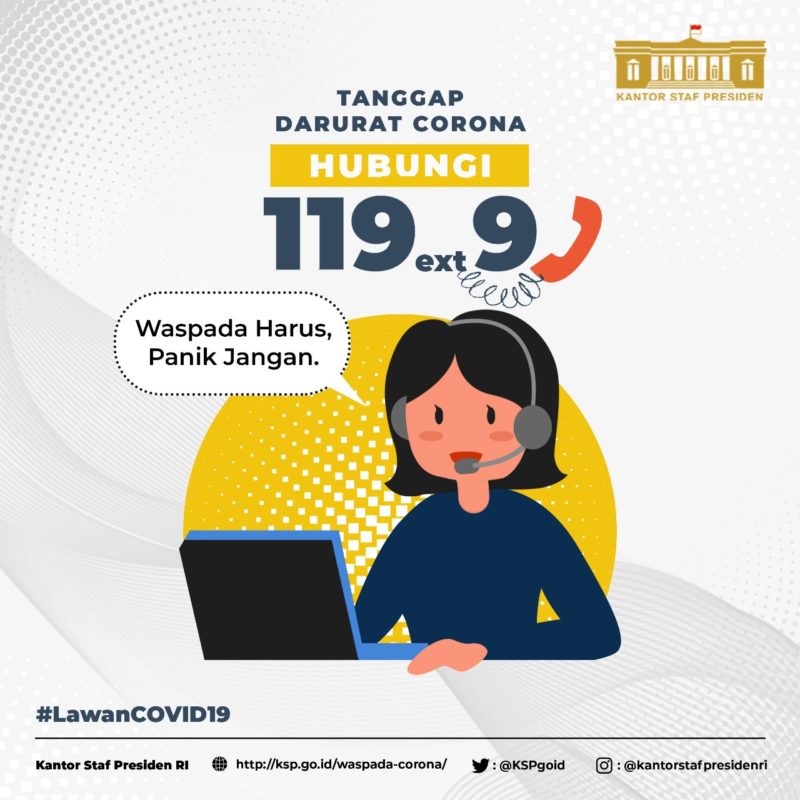 KANTOR STAF PRESIDEN
TANGGAP
DARURAT CORONA
HUBUNGI
119 ext 9
Waspada Harus,
Panik Jangan.
#LawanCOVID19
Kantor Staf Presiden RI http://ksp.go.id/waspada-corona/ : @KSPgoid : @kantorstafpresidenri